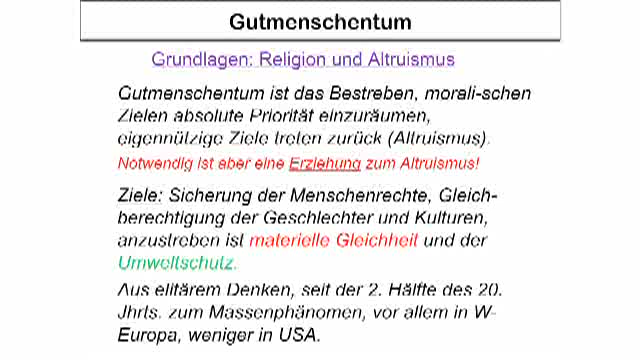 Gutmenschentum
Grundlagen: Religion und Altruismus
Gutmenschentum ist das Bestreben, morali-schen
Zielen absolute Priorität einzuräumen,
eigennützige Ziele treten zurück (Altruismus).
Notwendig ist aber eine Erziehung zum Altruismus!
Ziele: Sicherung der Menschenrechte, Gleich-
berechtigung der Geschlechter und Kulturen,
anzustreben ist materielle Gleichheit und der
Umweltschutz.
Aus elitärem Denken, seit der 2. Hälfte des 20.
Jhrts. zum Massenphänomen, vor allem in W-
Europa, weniger in USA.